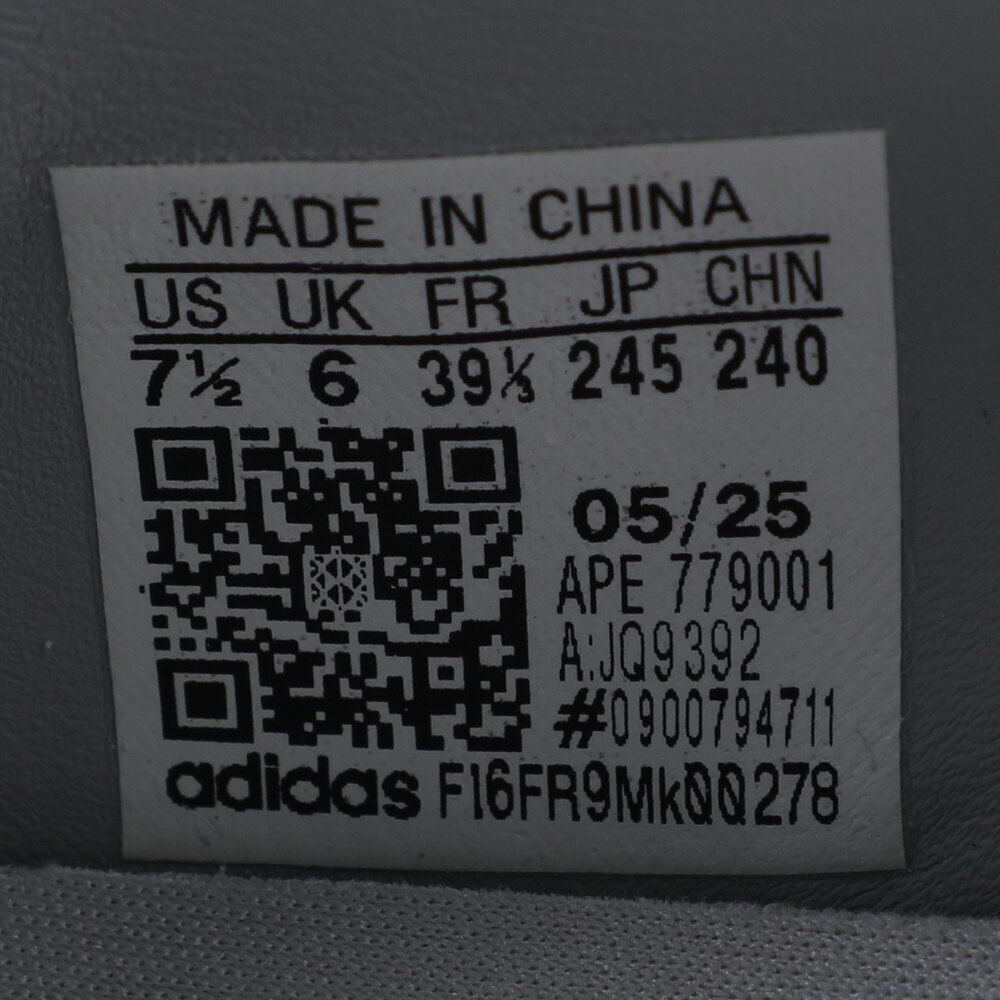 MADE IN CHINA
US UK FR JP CHN
7½ 6 39⅓ 245 240
05/25
APE 779001
A:JQ9392
#0900794711
adidas F16FR9Mk00278